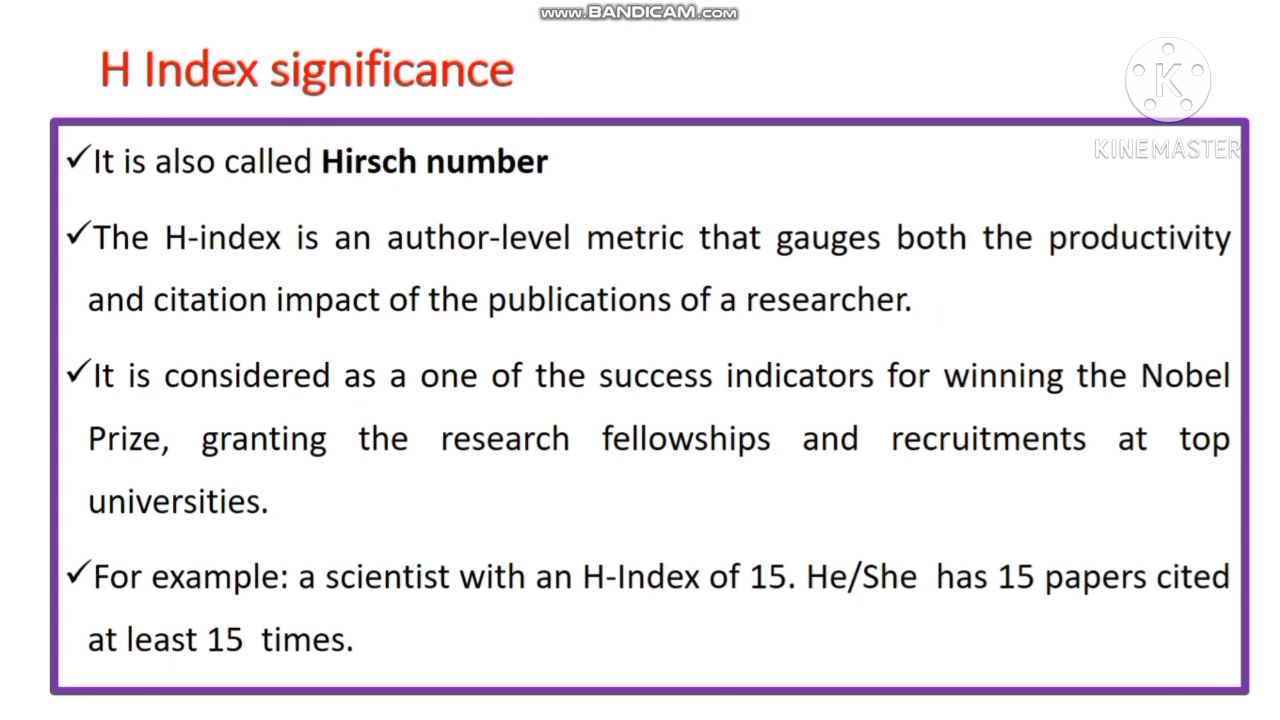 www.BANDICAM.com
H Index significance
K
KINEMASTER
✓It is also called Hirsch number
✓The H-index is an author-level metric that gauges both the productivity
and citation impact of the publications of a researcher.
✓It is considered as a one of the success indicators for winning the Nobel
Prize, granting the research fellowships and recruitments at top
universities.
✓For example: a scientist with an H-Index of 15. He/She has 15 papers cited
at least 15 times.